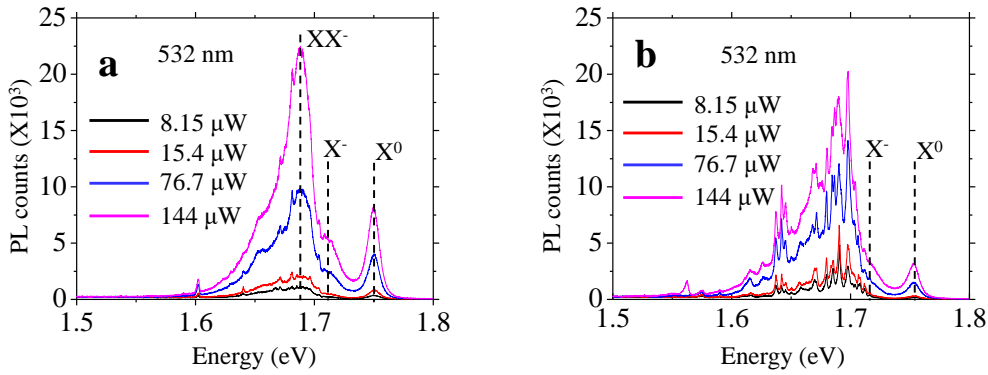 a
532 nm
XX-
X-
X0
8.15 µW
15.4 µW
76.7 µW
144 µW
25
20
15
10
5
0
1.5
1.6
1.7
1.8
PL counts (X10³)
Energy (eV)
b
532 nm
X-
X0
8.15 µW
15.4 µW
76.7 µW
144 µW
25
20
15
10
5
0
1.5
1.6
1.7
1.8
PL counts (X10³)
Energy (eV)